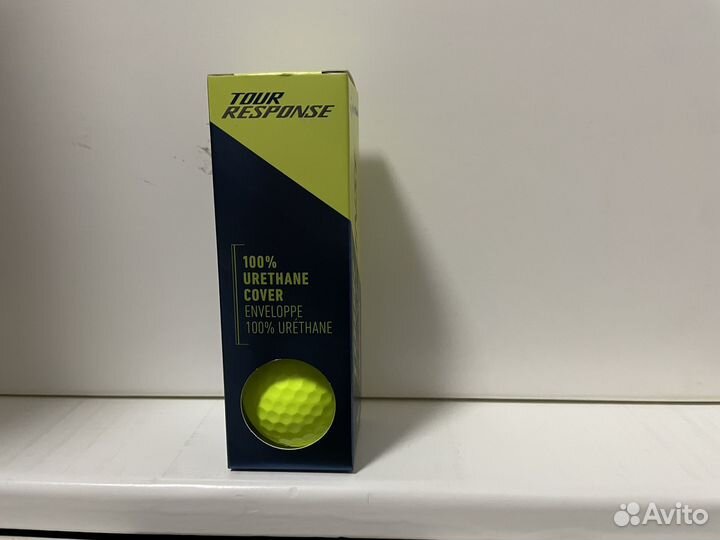 TOUR
RESPONSE
100%
URETHANE
COVER
ENVELOPPE
100% URÉTHANE
Avito